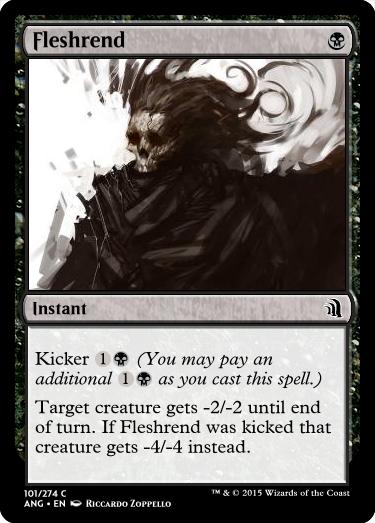 Fleshrend
Instant
Kicker 1 (You may pay an
additional 1 as you cast this spell.)
Target creature gets -2/-2 until end
of turn. If Fleshrend was kicked that
creature gets -4/-4 instead.
101/274 C
ANG • EN Riccardo Zoppello
™ & © 2015 Wizards of the Coast